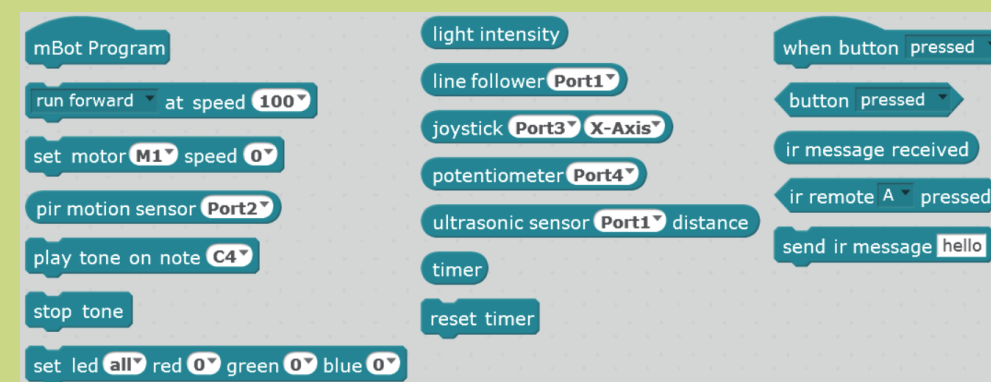 mBot Program
run forward at speed 100
set motor M1 speed 0
pir motion sensor Port2
play tone on note C4
stop tone
set led all red 0 green 0 blue 0
light intensity
line follower Port1
joystick Port3 X-Axis
potentiometer Port4
ultrasonic sensor Port1 distance
timer
reset timer
when button pressed
button pressed
ir message received
ir remote A pressed
send ir message hello